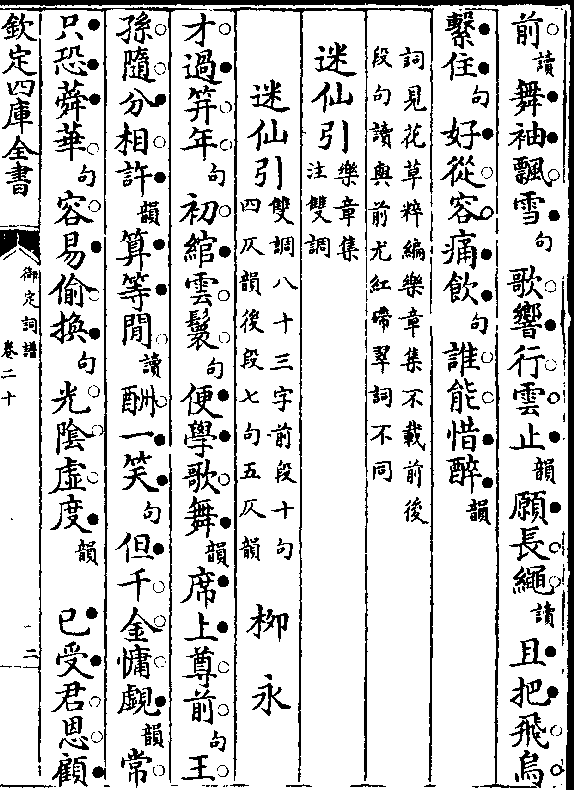 前讀舞袖飄雪句歌響行雲止韻願長繩讀且把飛烏
繫住句好從容痛飲句誰能惜醉韻
詞見花草粹編樂章集不載前後
段句讀與前尤紅殢翠詞不同
迷仙引樂章集
注雙調
迷仙引雙調八十三字前段十句
四仄韻後段七句五仄韻
柳永
才過笄年句初綰雲鬟句便學歌舞韻席上尊前句王
孫隨分相許韻算等閒讀酬一笑句但千金慵覷韻常
只恐蕣華句容易偷換句光陰虛度韻已受君恩顧
欽定四庫全書
御定詞譜
卷二十
二